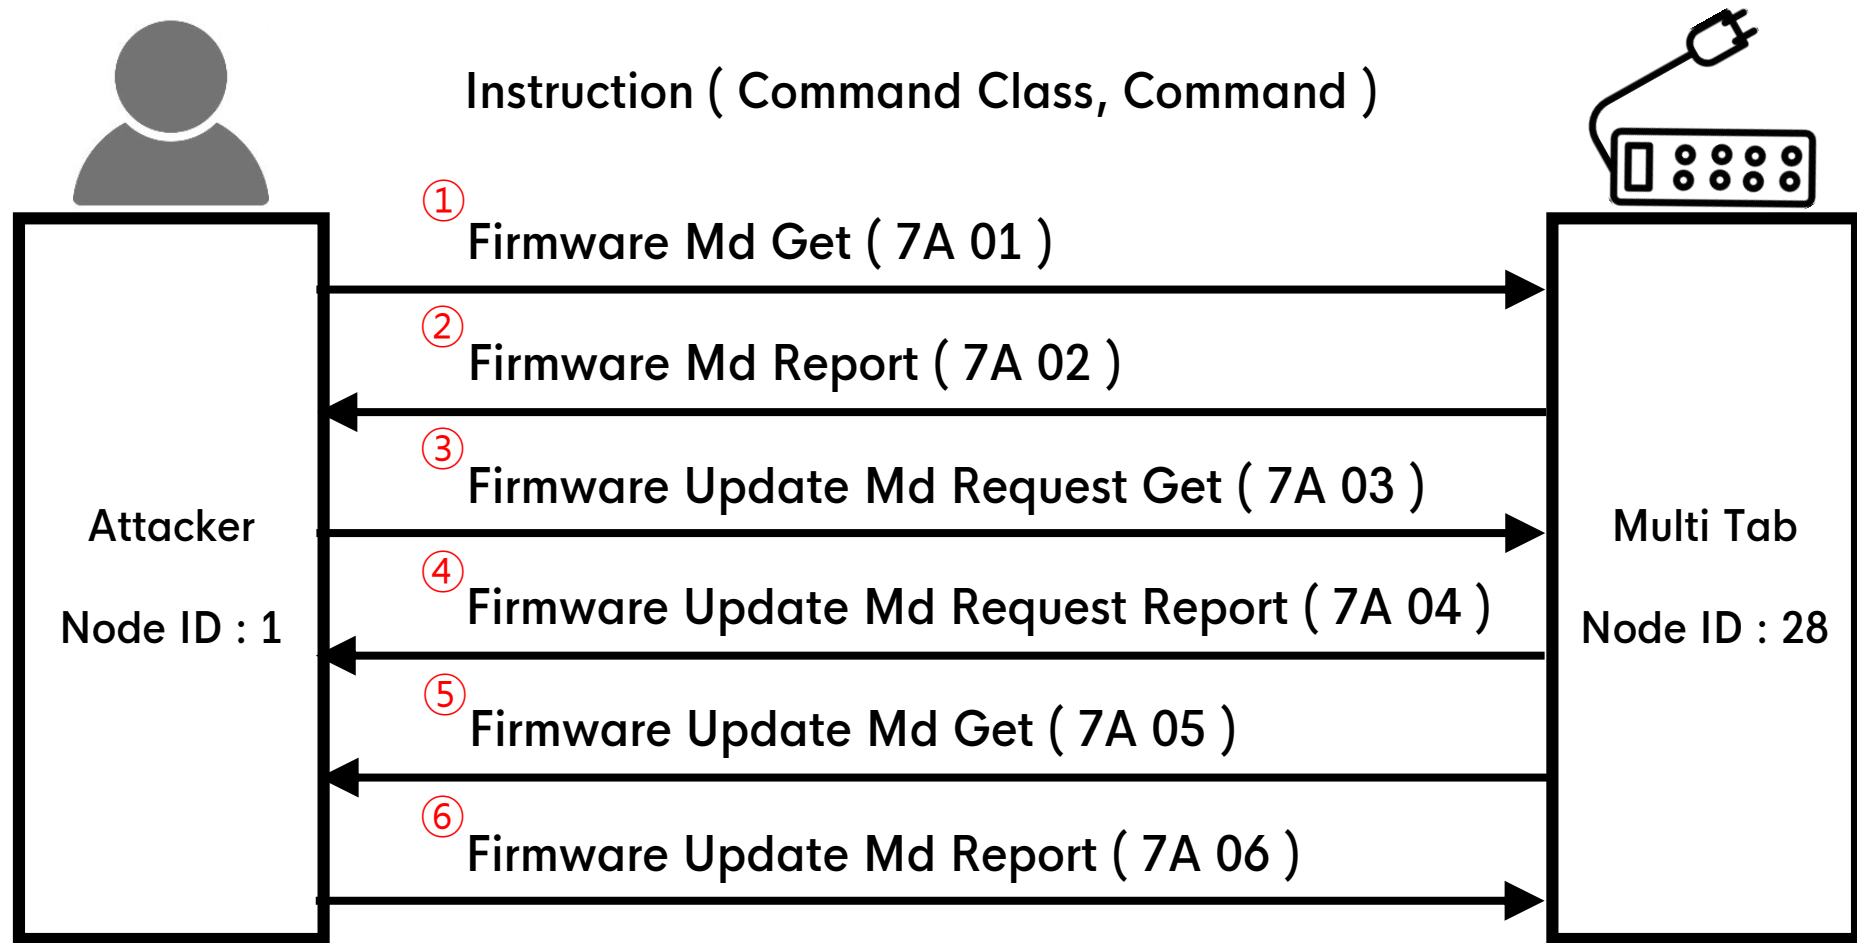 Instruction ( Command Class, Command )
①
Firmware Md Get ( 7A 01 )
②
Firmware Md Report ( 7A 02 )
③
Firmware Update Md Request Get ( 7A 03 )
④
Firmware Update Md Request Report ( 7A 04 )
⑤
Firmware Update Md Get ( 7A 05 )
⑥
Firmware Update Md Report ( 7A 06 )
Attacker
Node ID : 1
Multi Tab
Node ID : 28